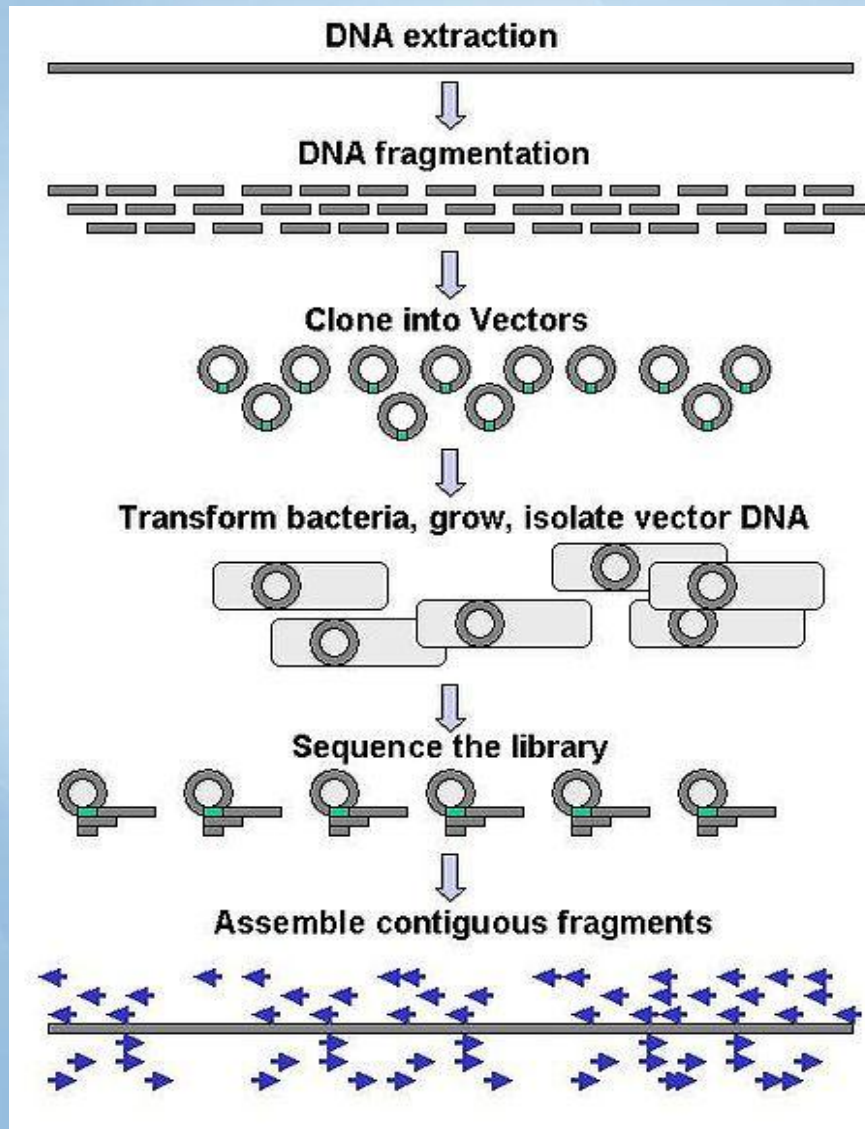 DNA extraction
DNA fragmentation
Clone into Vectors
Transform bacteria, grow, isolate vector DNA
Sequence the library
Assemble contiguous fragments